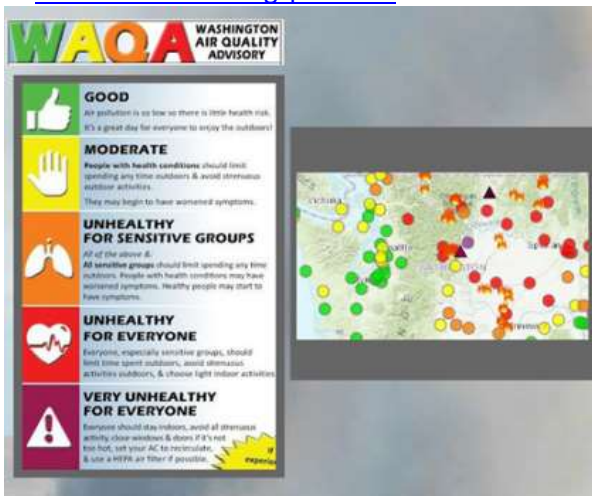 WAQA WASHINGTON
AIR QUALITY
ADVISORY
GOOD
Air pollution is so low so there is little health risk.
It's a great day for everyone to enjoy the outdoors!
MODERATE
People with health conditions should limit
spending any time outdoors & avoid strenuous
outdoor activities.
They may begin to have worsened symptoms.
UNHEALTHY
FOR SENSITIVE GROUPS
All of the above &
All sensitive groups should limit spending any time
outdoors. People with health conditions may have
worsened symptoms. Healthy people may start to
have symptoms.
UNHEALTHY
FOR EVERYONE
Everyone, especially sensitive groups, should
limit time spent outdoors, avoid strenuous
activities outdoors, & choose light indoor activities
VERY UNHEALTHY
FOR EVERYONE
Everyone should stay indoors, avoid all strenuous
activity, close windows & doors if it's not
too hot, set your AC to recirculate,
& use a HEPA air filter if possible.
If
Victoria